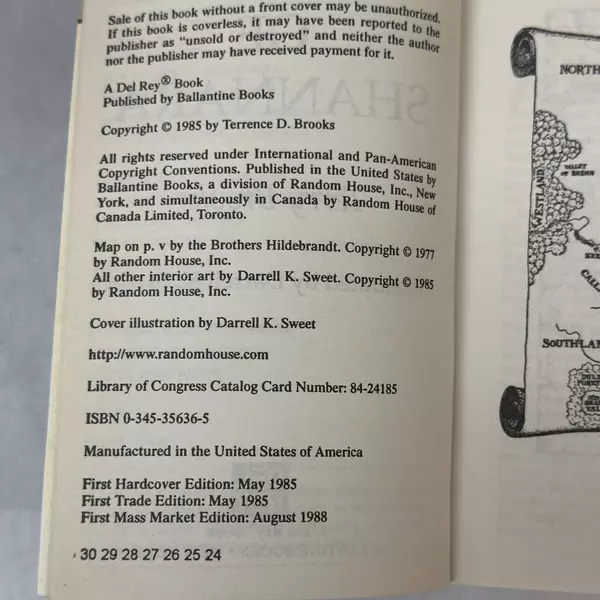 Sale of this book without a front cover may be unauthorized.
If this book is coverless, it may have been reported to the
publisher as "unsold or destroyed" and neither the author
nor the publisher may have received payment for it.
A Del Rey® Book
Published by Ballantine Books
Copyright © 1985 by Terrence D. Brooks
All rights reserved under International and Pan-American
Copyright Conventions. Published in the United States by
Ballantine Books, a division of Random House, Inc., New
York, and simultaneously in Canada by Random House of
Canada Limited, Toronto.
Map on p. v by the Brothers Hildebrandt. Copyright © 1977
by Random House, Inc.
All other interior art by Darrell K. Sweet. Copyright © 1985
by Random House, Inc.
Cover illustration by Darrell K. Sweet
http://www.randomhouse.com
Library of Congress Catalog Card Number: 84-24185
ISBN 0-345-35636-5
Manufactured in the United States of America
First Hardcover Edition: May 1985
First Trade Edition: May 1985
First Mass Market Edition: August 1988
30 29 28 27 26 25 24
NORTH
VALLEY
OF RHENN
WESTLAND
CALL
SOUTHLAN